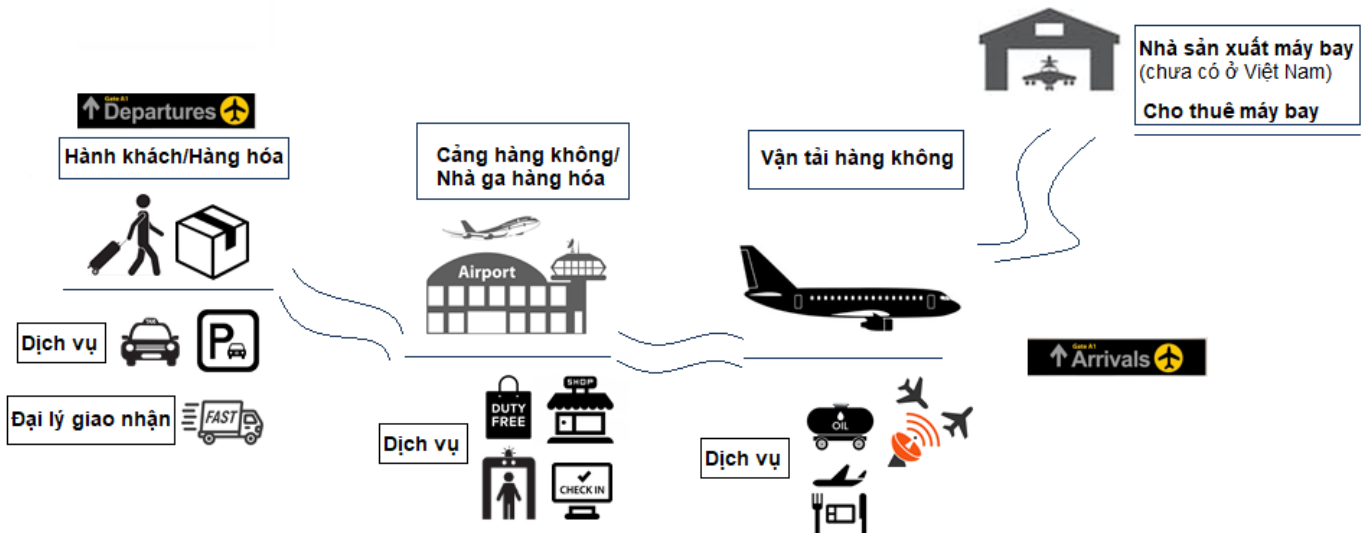 Nhà sản xuất máy bay
(chưa có ở Việt Nam)
Cho thuê máy bay
Gate A1
Departures
Hành khách/Hàng hóa
Cảng hàng không/
Nhà ga hàng hóa
Vận tải hàng không
Airport
Dịch vụ
TAXI
P
Gate A1
Arrivals
Đại lý giao nhận
FAST
Dịch vụ
DUTY
FREE
SHOP
CHECK IN
Dịch vụ
OIL